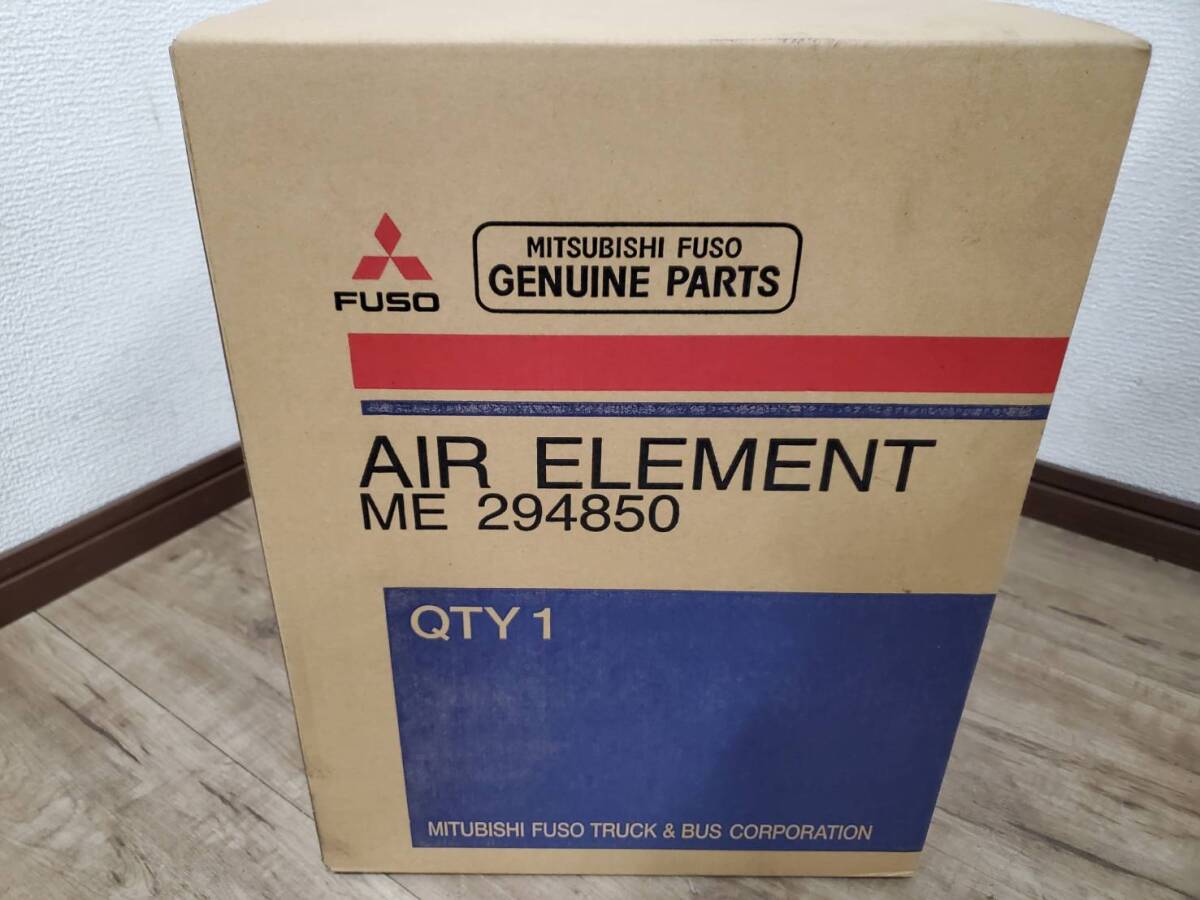 FUSO
MITSUBISHI FUSO
GENUINE PARTS
AIR ELEMENT
ME 294850
QTY 1
MITUBISHI FUSO TRUCK & BUS CORPORATION